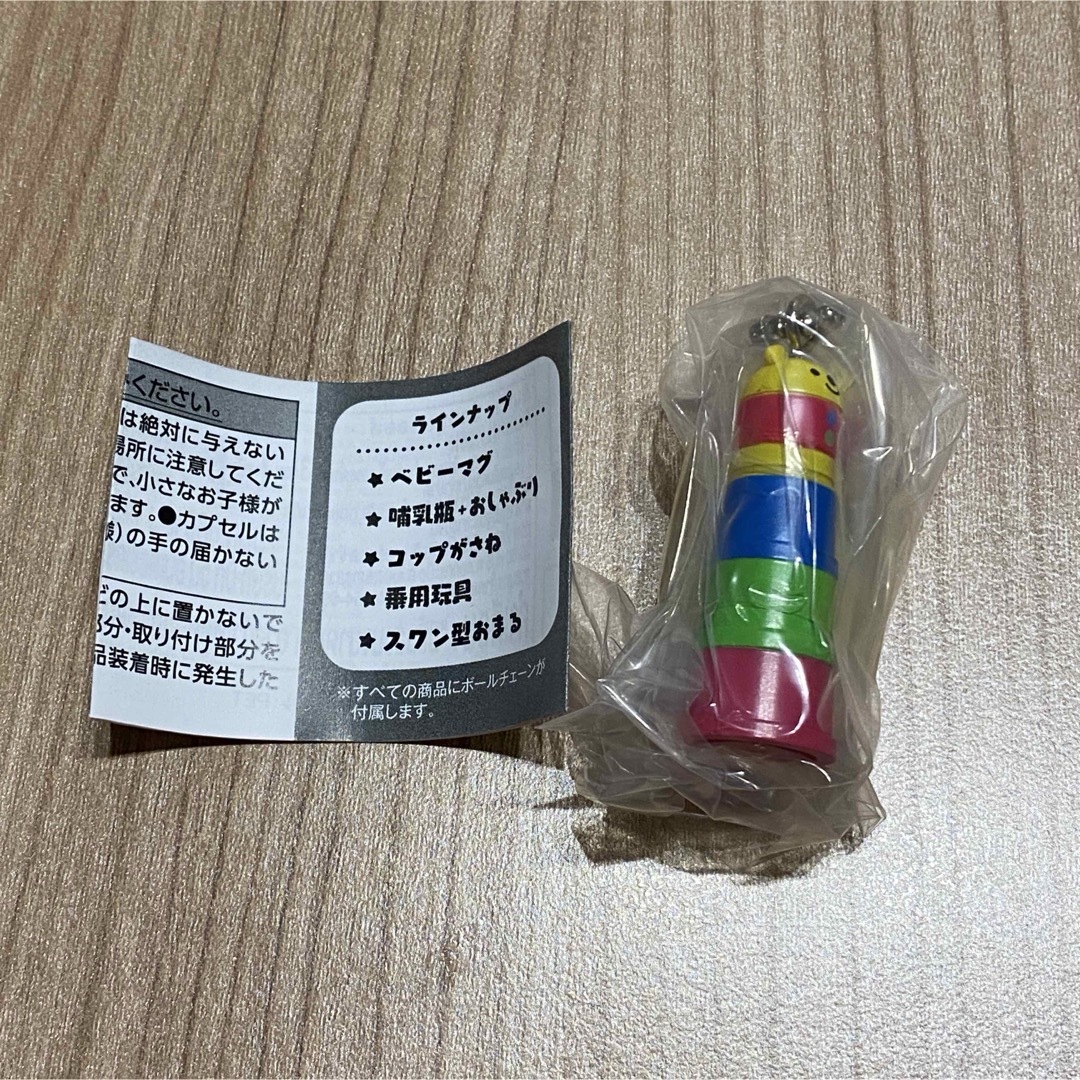 ください。
は絶対に与えない
場所に注意してくだ
で、小さなお子様が
ます。●カプセルは
様)の手の届かない
どの上に置かないで
部分・取り付け部分を
品装着時に発生した
ラインナップ
★ベビーマグ
★哺乳瓶+おしゃぶり
★コップがさね
★乗用玩具
★スワン型おまる
※すべての商品にボールチェーンが
付属します。